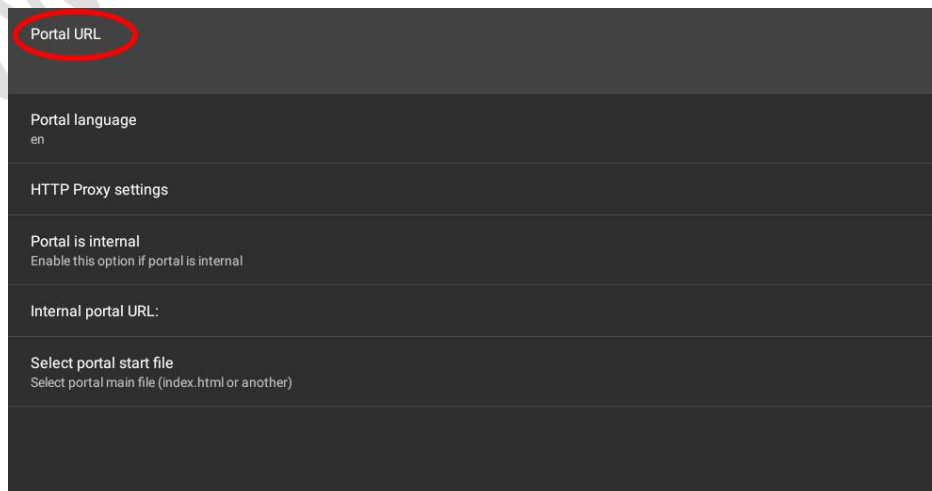 Portal URL
Portal language
en
HTTP Proxy settings
Portal is internal
Enable this option if portal is internal
Internal portal URL:
Select portal start file
Select portal main file (index.html or another)